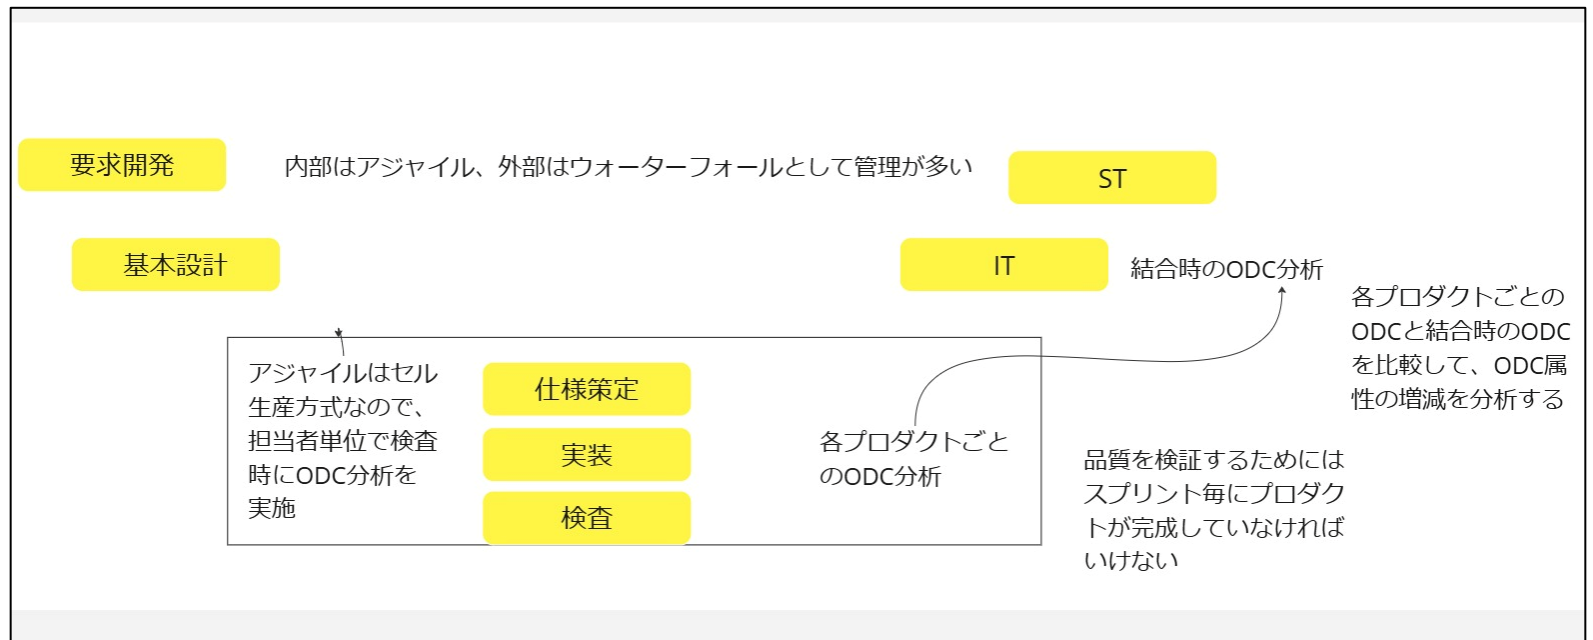 要求開発
内部はアジャイル、外部はウォーターフォールとして管理が多い
ST
基本設計
IT
結合時のODC分析
各プロダクトごとの
ODCと結合時のODC
を比較して、ODC属
性の増減を分析する
アジャイルはセル
生産方式なので、
担当者単位で検査
時にODC分析を
実施
仕様策定
実装
検査
各プロダクトごと
のODC分析
品質を検証するためには
スプリント毎にプロダク
トが完成していなければ
いけない